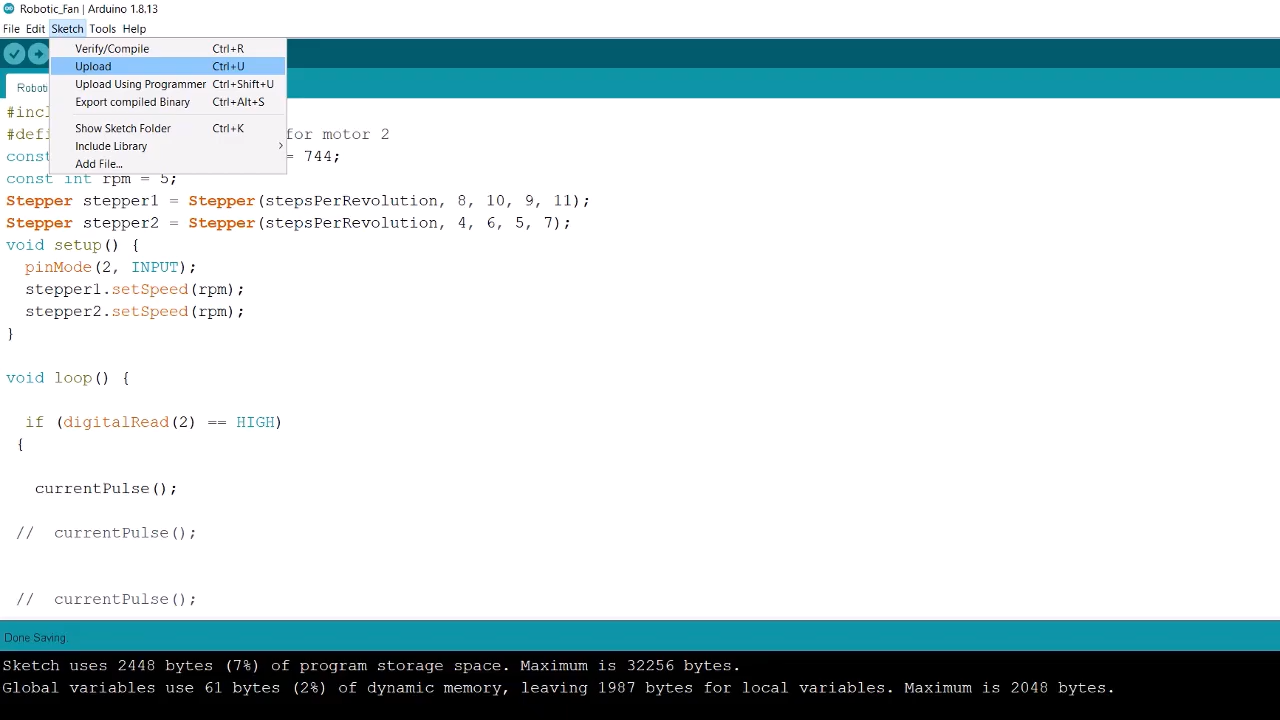 Robotic_Fan | Arduino 1.8.13
File Edit Sketch Tools Help
Verify/Compile Ctrl+R
Upload Ctrl+U
Upload Using Programmer Ctrl+Shift+U
Export compiled Binary Ctrl+Alt+S
Show Sketch Folder Ctrl+K
Include Library
Add File...
Roboti
#incl
#defi for motor 2
const = 744;
const int rpm = 5;
Stepper stepper1 = Stepper(stepsPerRevolution, 8, 10, 9, 11);
Stepper stepper2 = Stepper(stepsPerRevolution, 4, 6, 5, 7);
void setup() {
pinMode(2, INPUT);
stepper1.setSpeed(rpm);
stepper2.setSpeed(rpm);
}
void loop() {
if (digitalRead(2) == HIGH)
{
currentPulse();
// currentPulse();
// currentPulse();
Done Saving.
Sketch uses 2448 bytes (7%) of program storage space. Maximum is 32256 bytes.
Global variables use 61 bytes (2%) of dynamic memory, leaving 1987 bytes for local variables. Maximum is 2048 bytes.